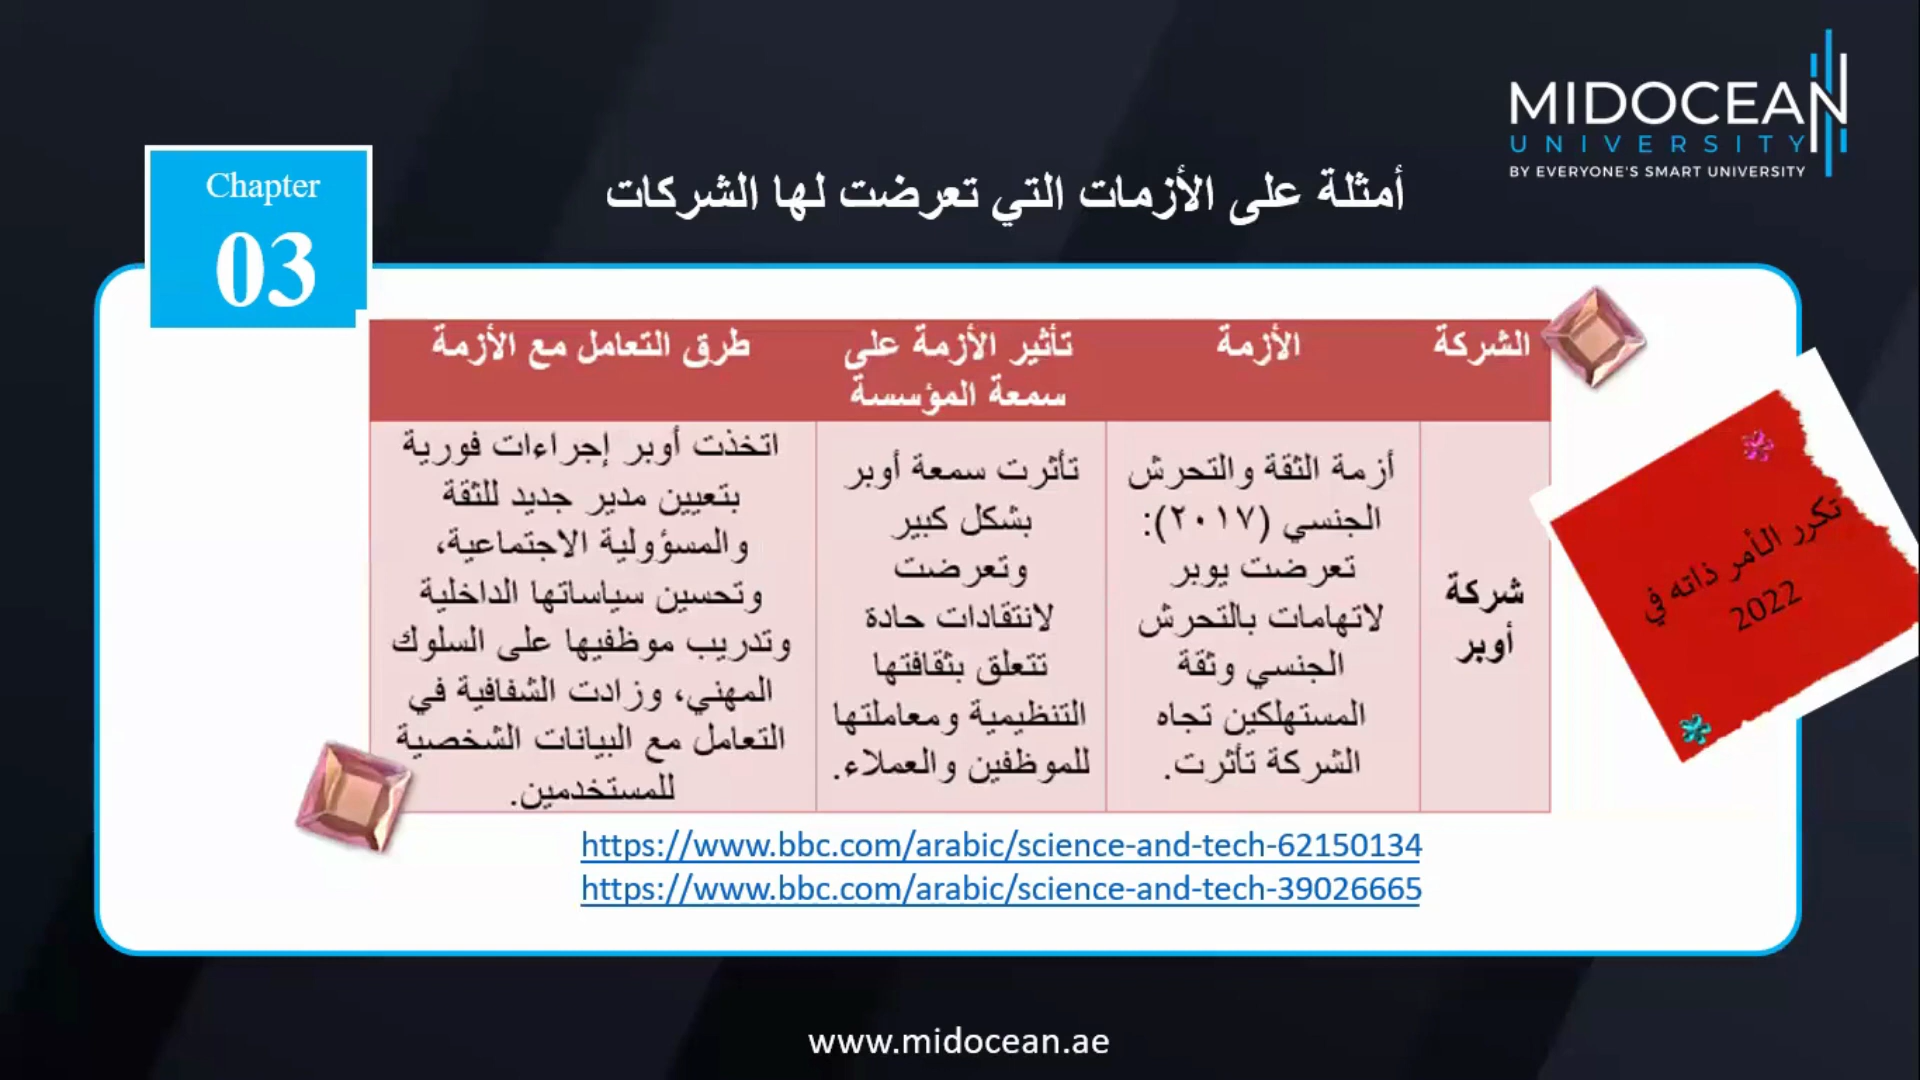 MIDOCEAN
UNIVERSITY
BY EVERYONE'S SMART UNIVERSITY
Chapter
03
أمثلة على الأزمات التي تعرضت لها الشركات
الشركة
الأزمة
تأثير الأزمة على
سمعة المؤسسة
طرق التعامل مع الأزمة
شركة
أوبر
أزمة الثقة والتحرش
الجنسي (٢٠١٧):
تعرضت يوبر
لاتهامات بالتحرش
الجنسي وثقة
المستهلكين تجاه
الشركة تأثرت.
تأثرت سمعة أوبر
بشكل كبير
وتعرضت
لانتقادات حادة
تتعلق بثقافتها
التنظيمية ومعاملتها
للموظفين والعملاء.
اتخذت أوبر إجراءات فورية
بتعيين مدير جديد للثقة
والمسؤولية الاجتماعية،
وتحسين سياساتها الداخلية
وتدريب موظفيها على السلوك
المهني، وزادت الشفافية في
التعامل مع البيانات الشخصية
للمستخدمين.
تكرر الأمر ذاته في
2022
https://www.bbc.com/arabic/science-and-tech-62150134
https://www.bbc.com/arabic/science-and-tech-39026665
www.midocean.ae